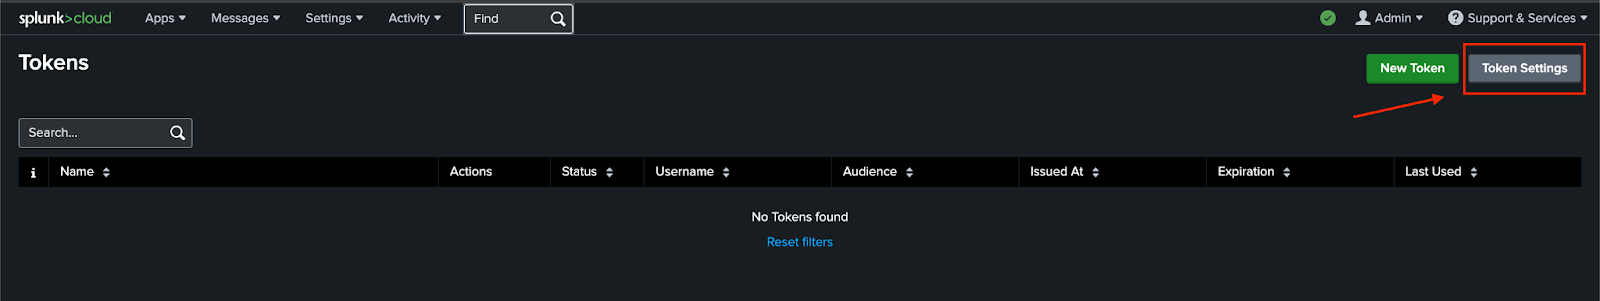 splunk>cloud Apps Messages Settings Activity Find Admin ? Support & Services
Tokens
New Token Token Settings
Search...
i Name Actions Status Username Audience Issued At Expiration Last Used
No Tokens found
Reset filters